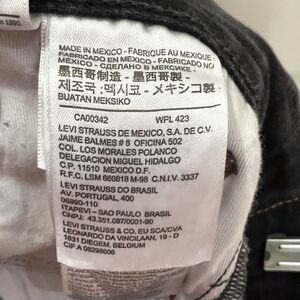 n 1890.
MADE IN MEXICO - FABRIQUE AU MEXIQUE
FABRICADO EN MEXICO - FABRICADO NO
MEXICO - СДЕЛАНО В МЕКСИКЕ -
墨西哥制造 - 墨西哥製 -
제조국 :멕시코 - メキシコ製 -
BUATAN MEKSIKO
CA00342 WPL 423
LEVI STRAUSS DE MEXICO, S.A. DE C.V.
JAIME BALMES # 8 OFICINA 502
COL. LOS MORALES POLANCO
DELEGACION MIGUEL HIDALGO
C.P. 11510 MEXICO D.F.
R.F.C. LSM 660818 M-98 C.N.I.V. 3337
LEVI STRAUSS DO BRASIL
AV. PORTUGAL, 400
06990-110
ITAPEVI - SAO PAULO BRASIL
CNPJ: 43.351.097/0001-90
LEVI STRAUSS & CO. EU SCA/CVA
LEONARDO DA VINCILAAN, 19 - D
1831 DIEGEM, BELGIUM
CIF A 08298606